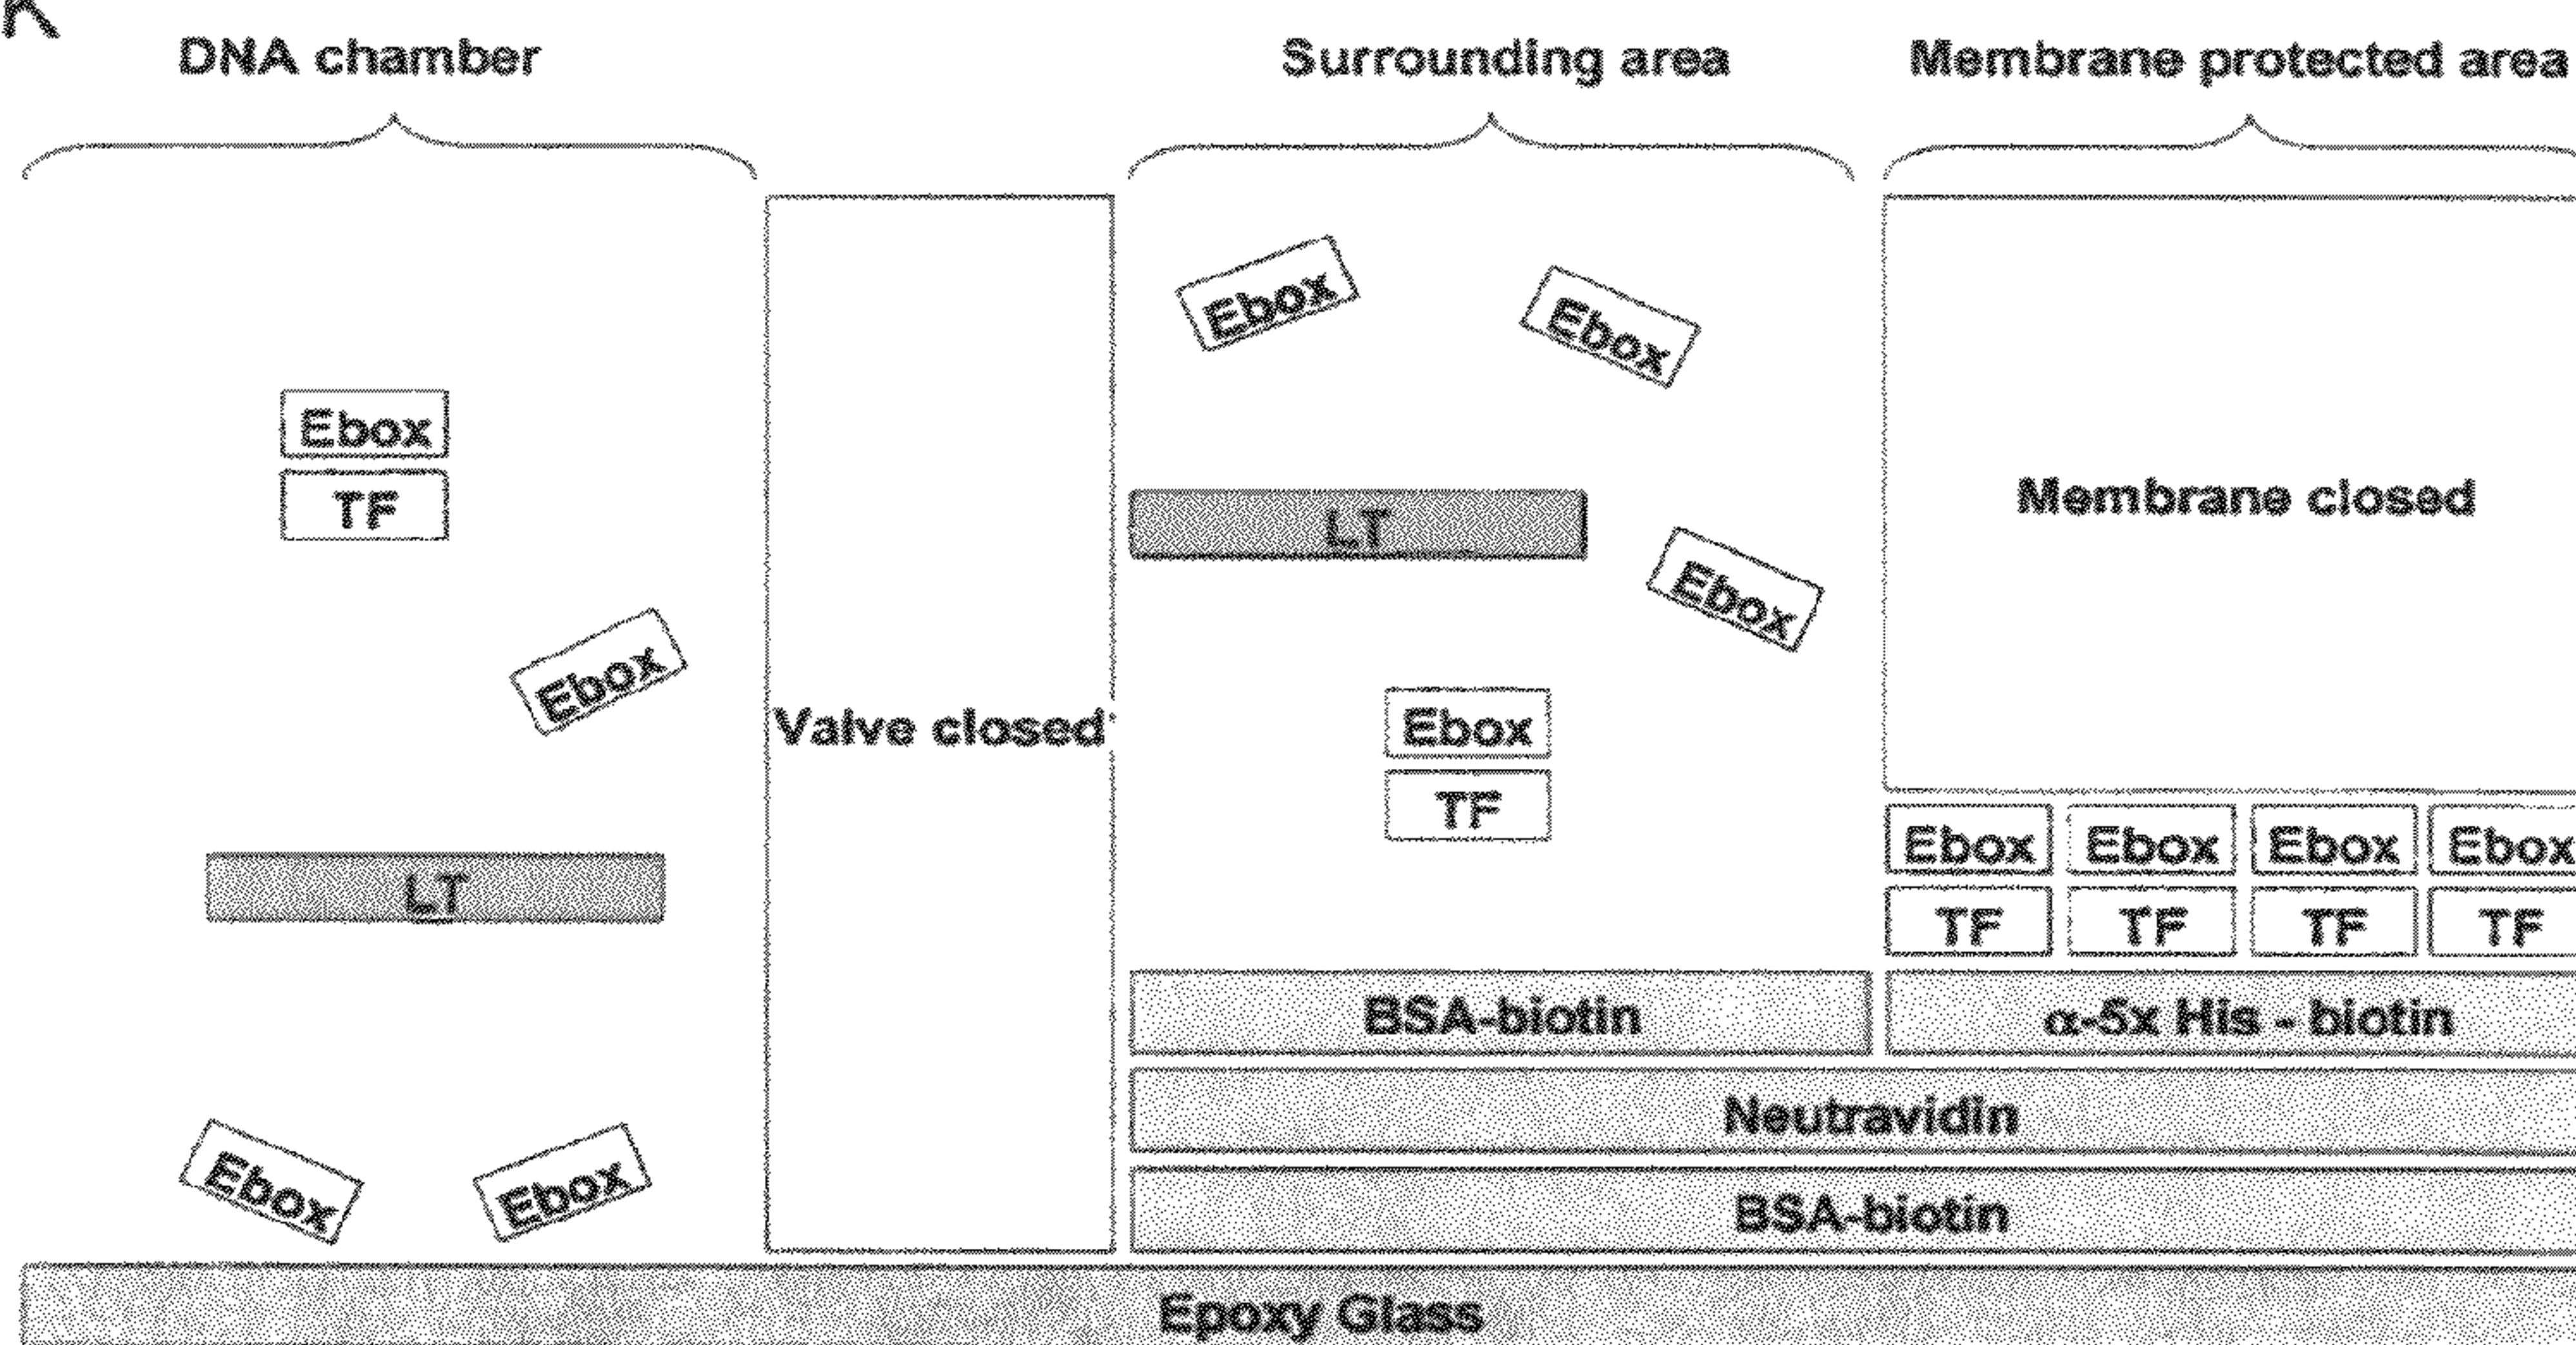 K
DNA chamber
Surrounding area
Membrane protected area
Ebox
Ebox
Ebox
TF
LT
Membrane closed
Ebox
Ebox
Valve closed
Ebox
TF
LT
Ebox
Ebox
Ebox
Ebox
TF
TF
TF
TF
BSA-biotin
α-5x His - biotin
Neutravidin
Ebox
Ebox
BSA-biotin
Epoxy Glass